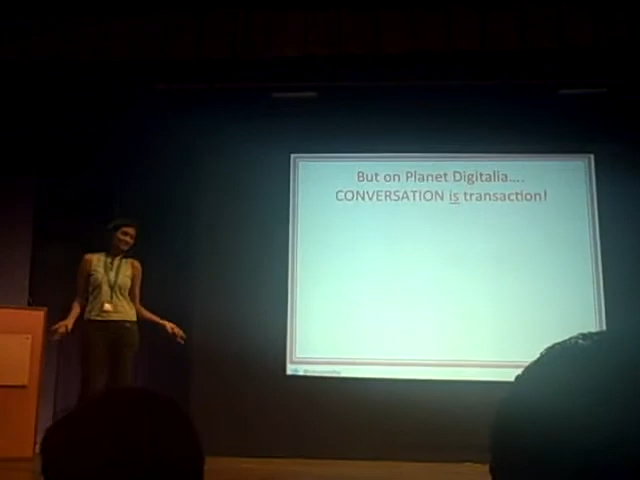 But on Planet Digitalia....
CONVERSATION is transaction!